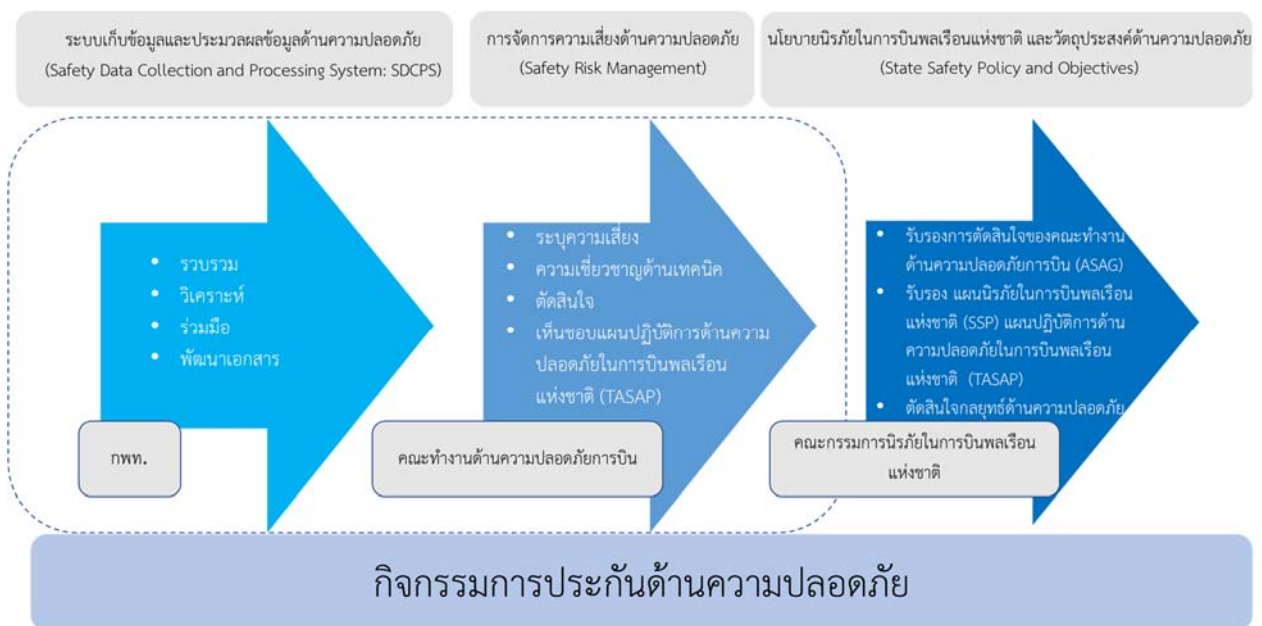 ระบบเก็บข้อมูลและประมวลผลข้อมูลด้านความปลอดภัย
(Safety Data Collection and Processing System: SDCPS)
การจัดการความเสี่ยงด้านความปลอดภัย
(Safety Risk Management)
นโยบายนิรภัยในการบินพลเรือนแห่งชาติ และวัตถุประสงค์ด้านความปลอดภัย
(State Safety Policy and Objectives)
• รวบรวม
• วิเคราะห์
• ร่วมมือ
• พัฒนาเอกสาร
กพท.
• ระบุความเสี่ยง
• ความเชี่ยวชาญด้านเทคนิค
• ตัดสินใจ
• เห็นชอบแผนปฏิบัติการด้านความ
ปลอดภัยในการบินพลเรือน
แห่งชาติ (TASAP)
คณะทำงานด้านความปลอดภัยการบิน
• รับรองการตัดสินใจของคณะทำงาน
ด้านความปลอดภัยการบิน (ASAG)
• รับรอง แผนนิรภัยในการบินพลเรือน
แห่งชาติ (SSP) แผนปฏิบัติการด้าน
ความปลอดภัยในการบินพลเรือน
แห่งชาติ (TASAP)
• ตัดสินใจกลยุทธ์ด้านความปลอดภัย
คณะกรรมการนิรภัยในการบินพลเรือน
แห่งชาติ
กิจกรรมการประกันด้านความปลอดภัย